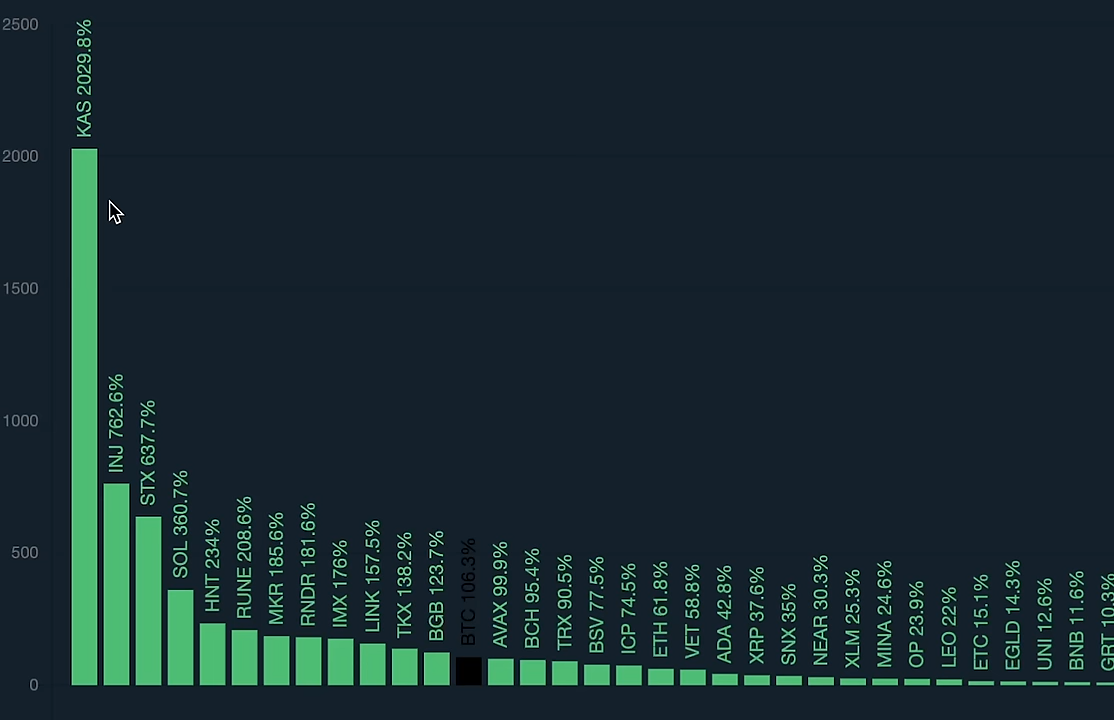 2500
2000
1500
1000
500
0
KAS 2029.8%
INJ 762.6%
STX 637.7%
SOL 360.7%
HNT 234%
RUNE 208.6%
MKR 185.6%
RNDR 181.6%
IMX 176%
LINK 157.5%
TKX 138.2%
BGB 123.7%
BTC 106.3%
AVAX 99.9%
BCH 95.4%
TRX 90.5%
BSV 77.5%
ICP 74.5%
ETH 61.8%
VET 58.8%
ADA 42.8%
XRP 37.6%
SNX 35%
NEAR 30.3%
XLM 25.3%
MINA 24.6%
OP 23.9%
LEO 22%
ETC 15.1%
EGLD 14.3%
UNI 12.6%
BNB 11.6%
GRT 10.3%